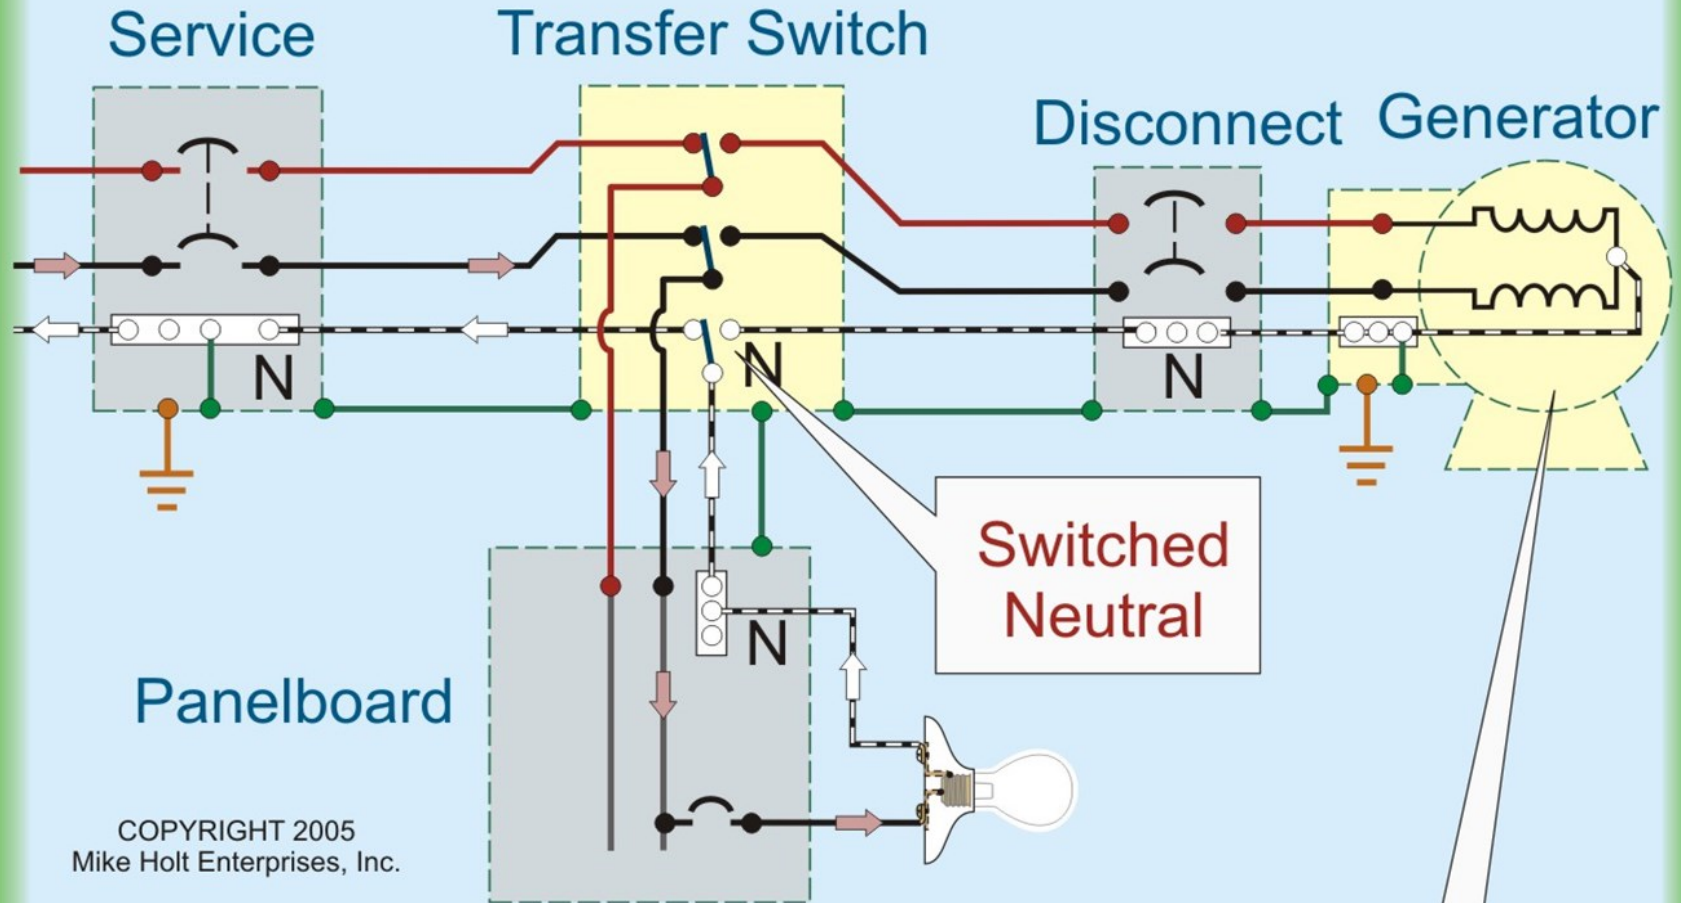 Service
Transfer Switch
Disconnect
Generator
N
N
N
Switched
Neutral
N
Panelboard
COPYRIGHT 2005
Mike Holt Enterprises, Inc.